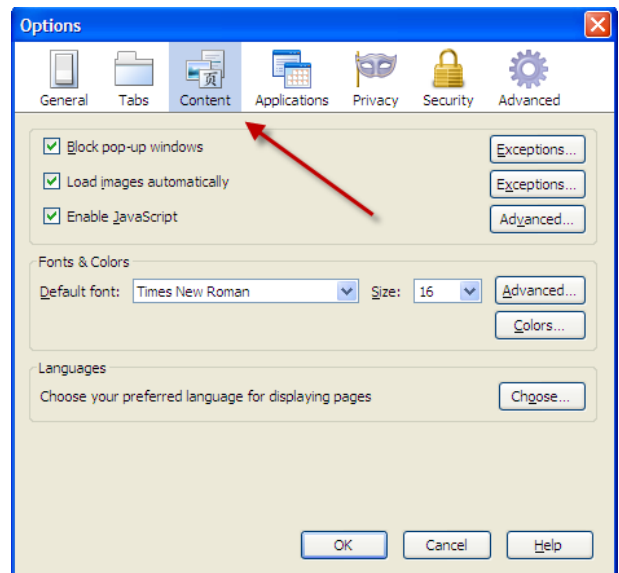 Options
General Tabs Content Applications Privacy Security Advanced
页
Block pop-up windows Exceptions...
Load images automatically Exceptions...
Enable JavaScript Advanced...
Fonts & Colors
Default font: Times New Roman Size: 16 Advanced...
Colors...
Languages
Choose your preferred language for displaying pages Choose...
OK Cancel Help